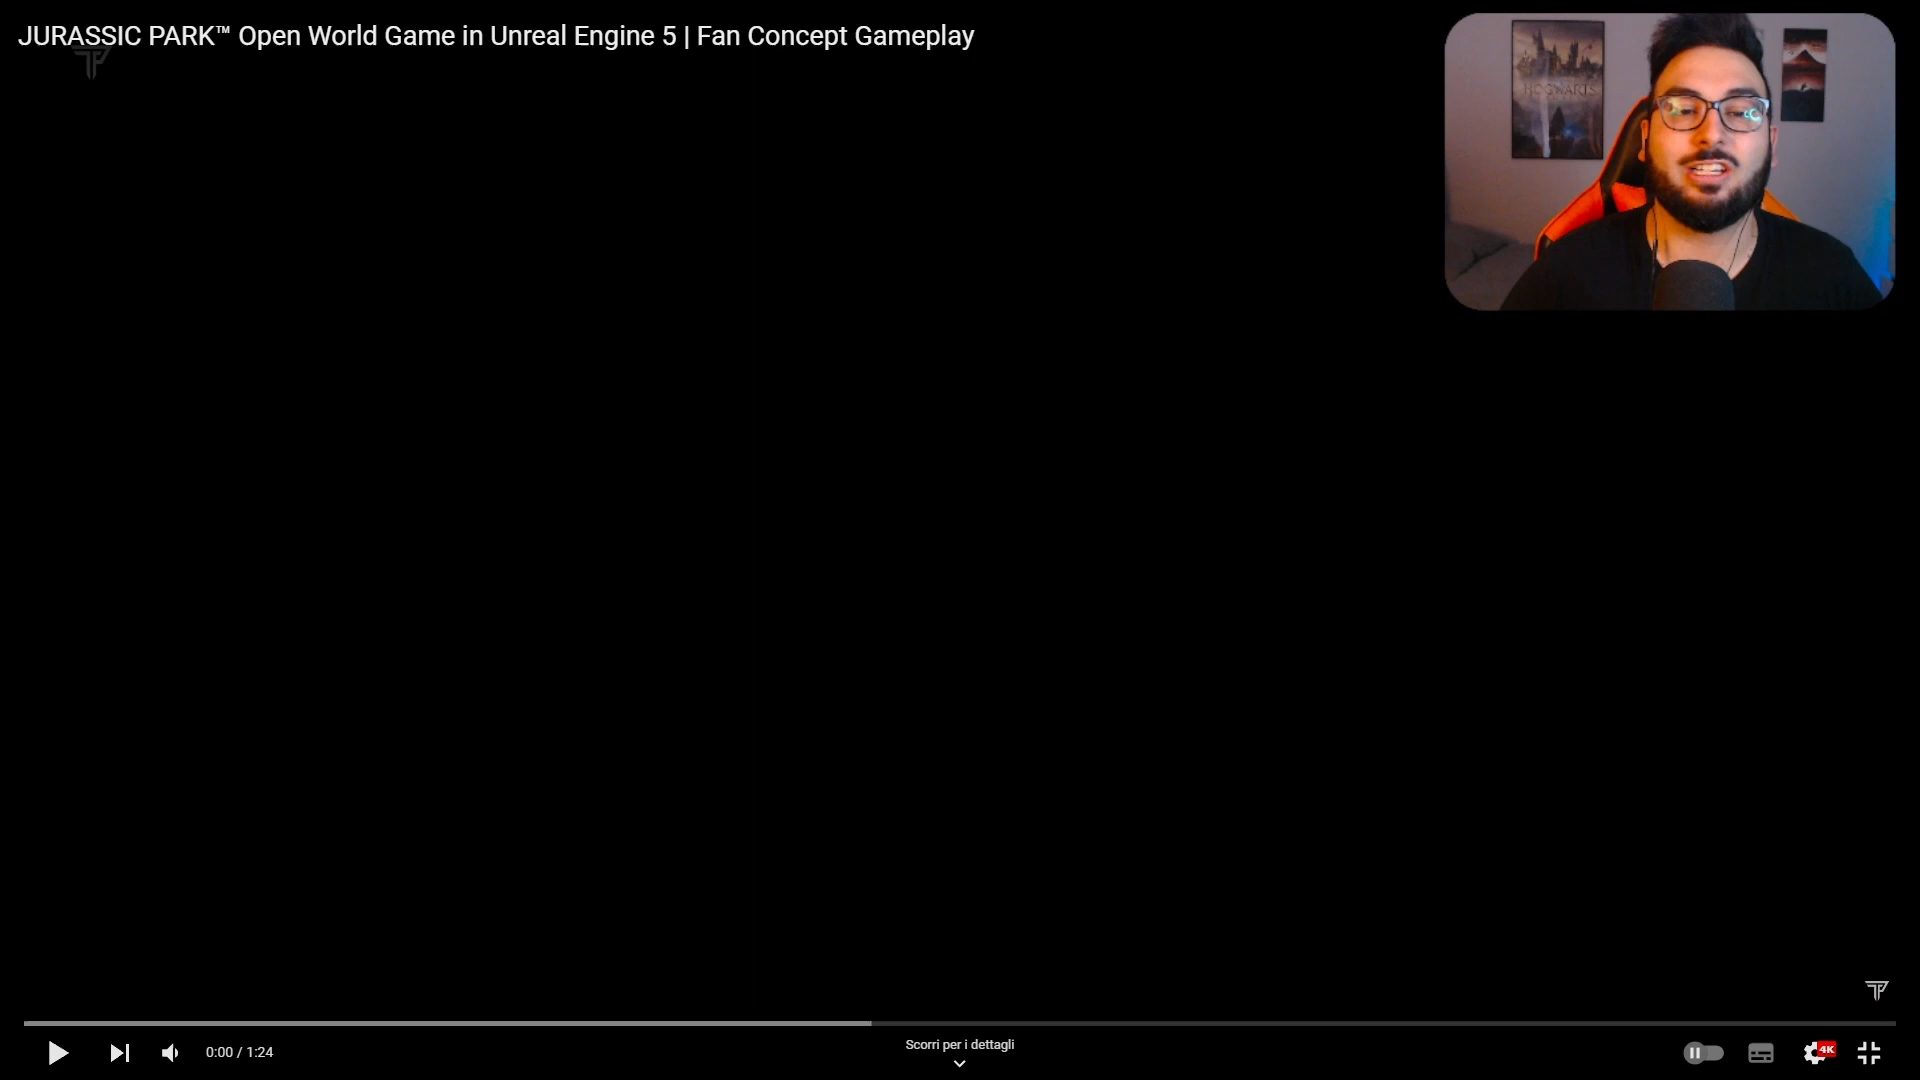 JURASSIC PARK™ Open World Game in Unreal Engine 5 | Fan Concept Gameplay
HOGWARTS
0:00 / 1:24
Scorri per i dettagli
4K